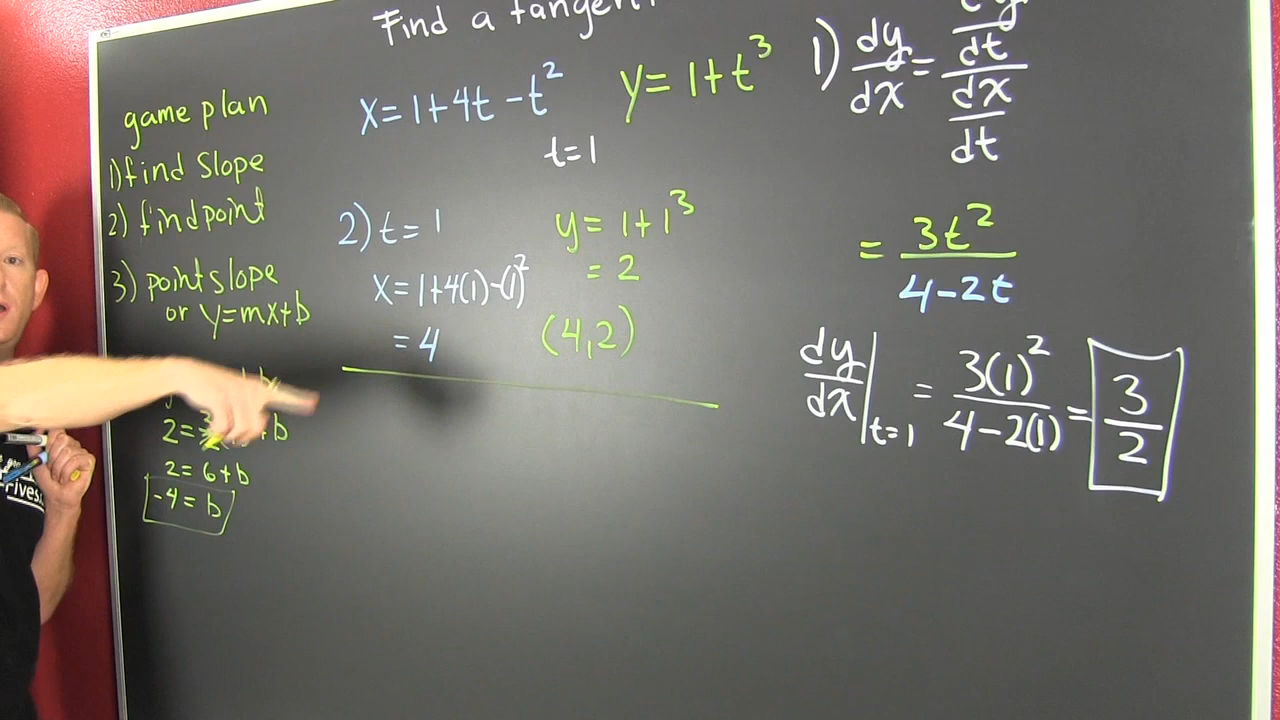 Find a tangent
game plan
1) find slope
2) find point
3) point slope
or y=mx+b
2 = 3 + b
2 = 6 + b
-4 = b
x = 1+4t-t²
y = 1+t³
t=1
2) t = 1
x = 1+4(1)-(1)²
= 4
y = 1+1³
= 2
(4,2)
1) dy/dx = dy/dt / dx/dt
= 3t² / 4-2t
dy/dx | t=1 = 3(1)² / 4-2(1) = 3/2